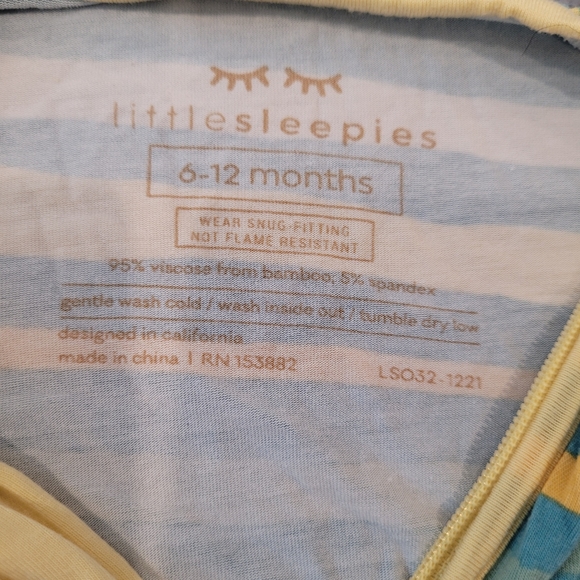 littlesleepies
6-12 months
WEAR SNUG-FITTING
NOT FLAME RESISTANT
95% viscose from bamboo, 5% spandex
gentle wash cold / wash inside out / tumble dry low
designed in california
made in china | RN 153882
LS032-1221